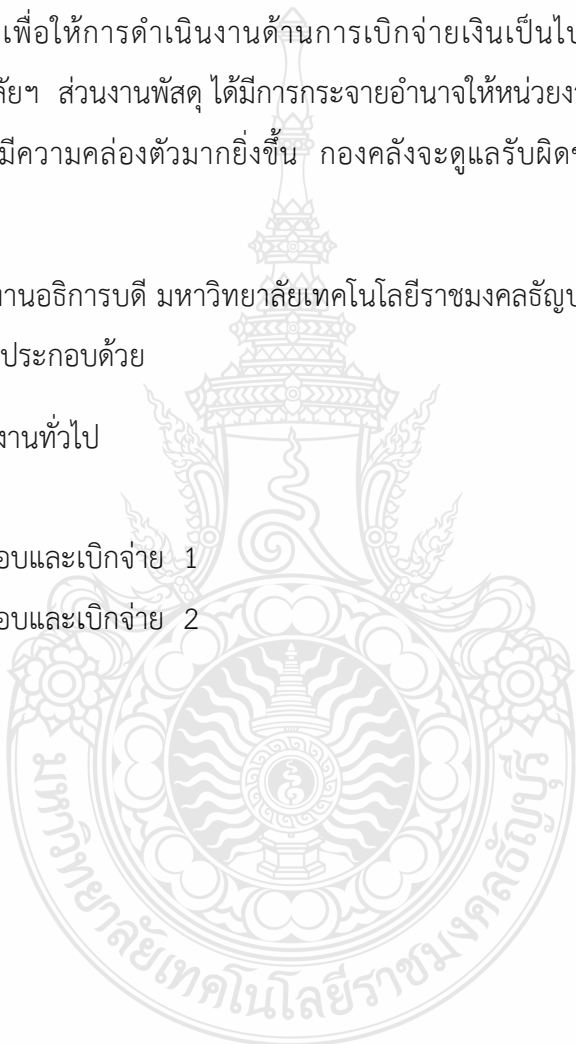 เพื่อให้การดำเนินงานด้านการเบิกจ่ายเงินเป็นไป
ลัยฯ ส่วนงานพัสดุ ได้มีการกระจายอำนาจให้หน่วยง
มีความคล่องตัวมากยิ่งขึ้น กองคลังจะดูแลรับผิดช
านอธิการบดี มหาวิทยาลัยเทคโนโลยีราชมงคลธัญบ
ประกอบด้วย
งานทั่วไป
อบและเบิกจ่าย 1
อบและเบิกจ่าย 2
มหาวิทยาลัยเทคโนโลยีราชมงคลธัญบุรี